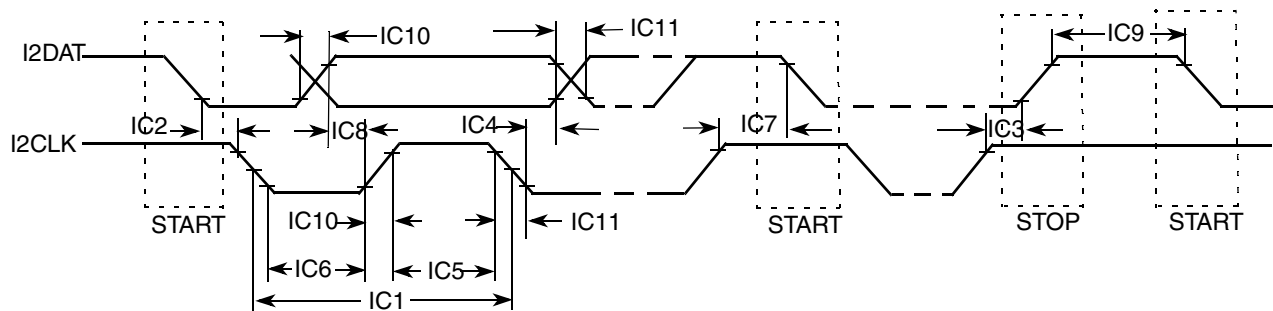 IC10 IC11 IC9
I2DAT
IC2 IC8 IC4 IC7 IC3
I2CLK
START IC10 IC11 START STOP START
IC6 IC5
IC1